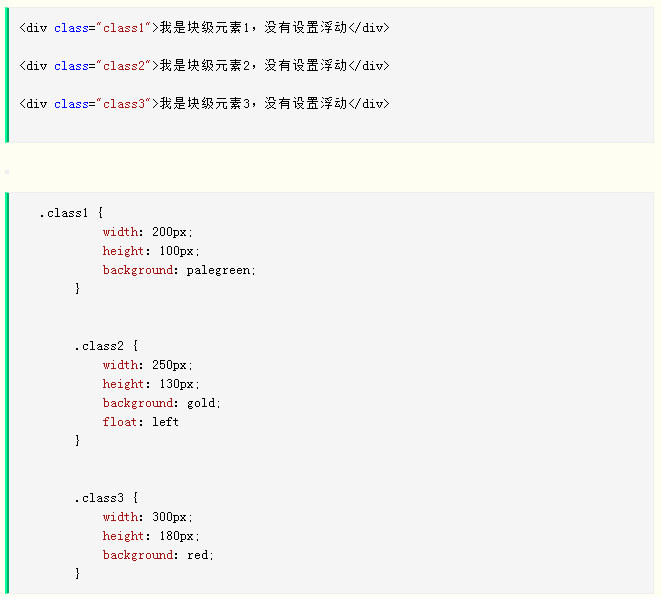 <div class="class1">我是块级元素1，没有设置浮动</div>
<div class="class2">我是块级元素2，没有设置浮动</div>
<div class="class3">我是块级元素3，没有设置浮动</div>
.class1 {
width: 200px;
height: 100px;
background: palegreen;
}
.class2 {
width: 250px;
height: 130px;
background: gold;
float: left
}
.class3 {
width: 300px;
height: 180px;
background: red;
}